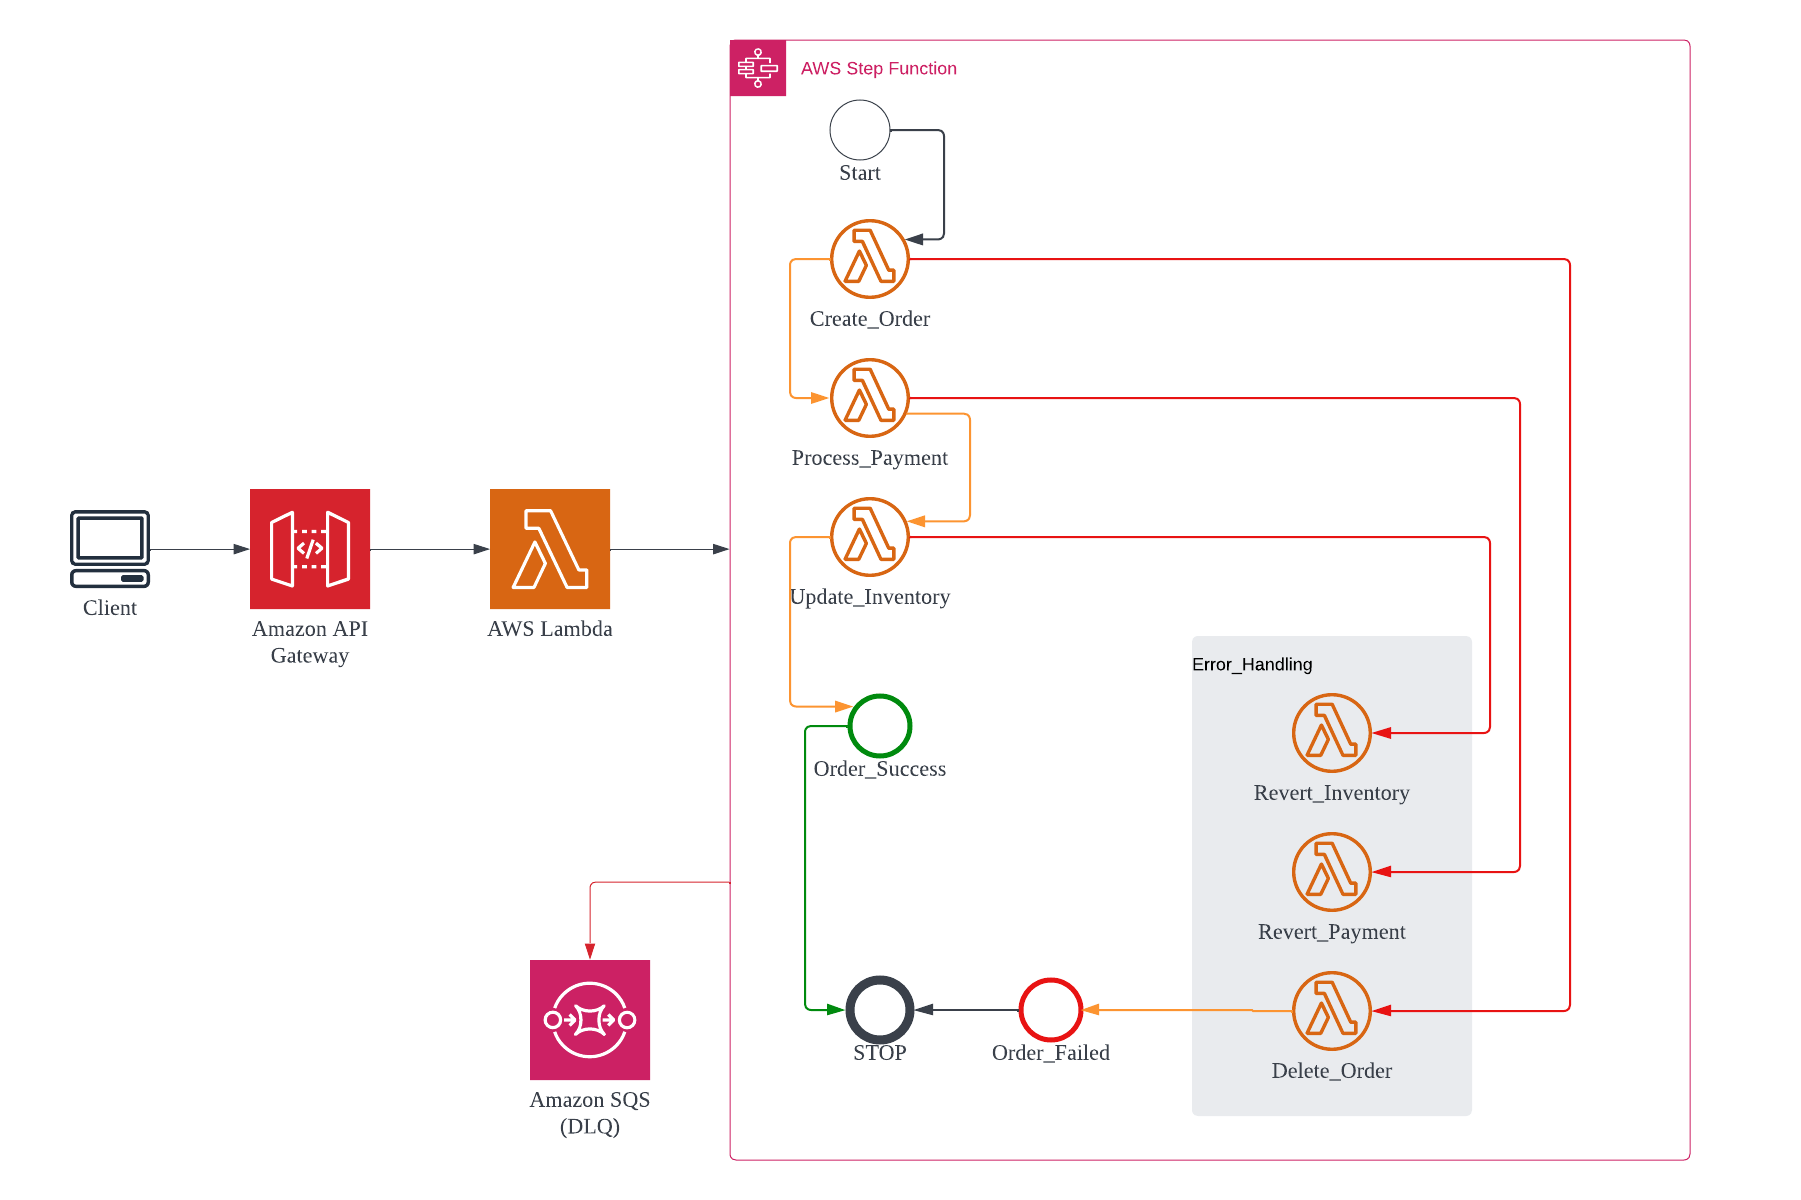 AWS Step Function
Start
Create_Order
Process_Payment
Update_Inventory
Client
Amazon API
Gateway
AWS Lambda
Error_Handling
Order_Success
Revert_Inventory
Revert_Payment
STOP
Order_Failed
Delete_Order
Amazon SQS
(DLQ)